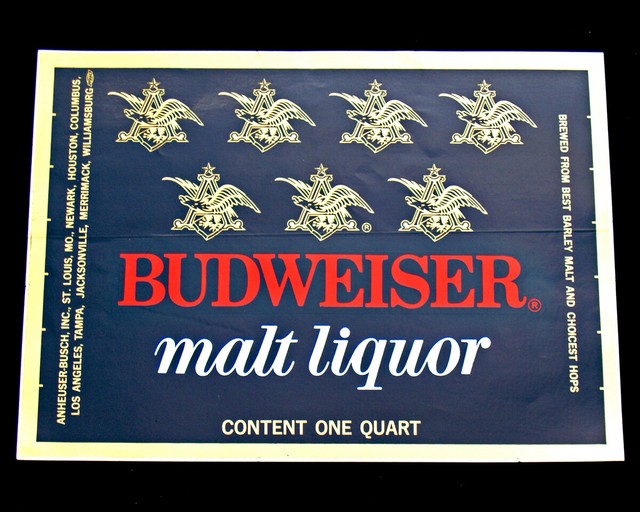 ANHEUSER-BUSCH, INC., ST. LOUIS, MO., NEWARK, HOUSTON, COLUMBUS,
LOS ANGELES, TAMPA, JACKSONVILLE, MERRIMACK, WILLIAMSBURG
BREWED FROM BEST BARLEY MALT AND CHOICEST HOPS
BUDWEISER®
malt liquor
CONTENT ONE QUART